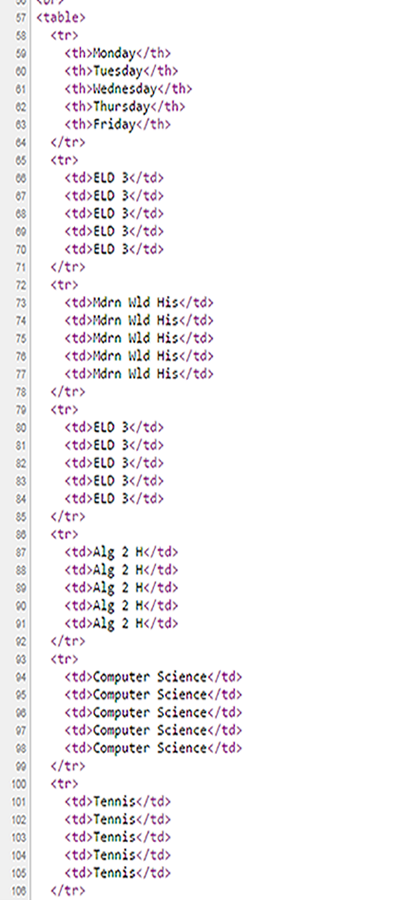 57 <table>
58 <tr>
59 <th>Monday</th>
60 <th>Tuesday</th>
61 <th>Wednesday</th>
62 <th>Thursday</th>
63 <th>Friday</th>
64 </tr>
65 <tr>
66 <td>ELD 3</td>
67 <td>ELD 3</td>
68 <td>ELD 3</td>
69 <td>ELD 3</td>
70 <td>ELD 3</td>
71 </tr>
72 <tr>
73 <td>Mdrn Wld His</td>
74 <td>Mdrn Wld His</td>
75 <td>Mdrn Wld His</td>
76 <td>Mdrn Wld His</td>
77 <td>Mdrn Wld His</td>
78 </tr>
79 <tr>
80 <td>ELD 3</td>
81 <td>ELD 3</td>
82 <td>ELD 3</td>
83 <td>ELD 3</td>
84 <td>ELD 3</td>
85 </tr>
86 <tr>
87 <td>Alg 2 H</td>
88 <td>Alg 2 H</td>
89 <td>Alg 2 H</td>
90 <td>Alg 2 H</td>
91 <td>Alg 2 H</td>
92 </tr>
93 <tr>
94 <td>Computer Science</td>
95 <td>Computer Science</td>
96 <td>Computer Science</td>
97 <td>Computer Science</td>
98 <td>Computer Science</td>
99 </tr>
100 <tr>
101 <td>Tennis</td>
102 <td>Tennis</td>
103 <td>Tennis</td>
104 <td>Tennis</td>
105 <td>Tennis</td>
106 </tr>